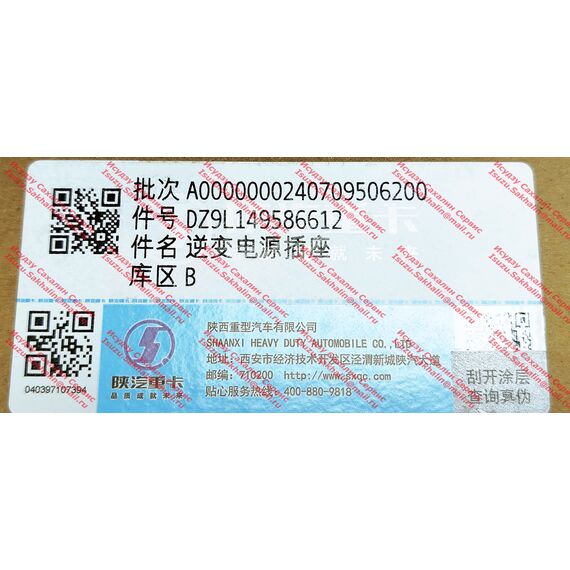 批次 A0000000240709506200
件号 DZ9L149586612
件名 逆变电源插座
库区 B
陕西重型汽车有限公司
SHAANXI HEAVY DUTY AUTOMOBILE CO.,LTD
地址: 西安市经济技术开发区泾渭新城陕汽大道
邮编: 710200 http://www.sxqc.com
贴心服务热线: 400-880-9818
陕汽重卡
品质成就未来
040397107394
刮开涂层
查询真伪
Исудзу Сахалин Сервис
Isuzu.Sakhalin@mail.ru